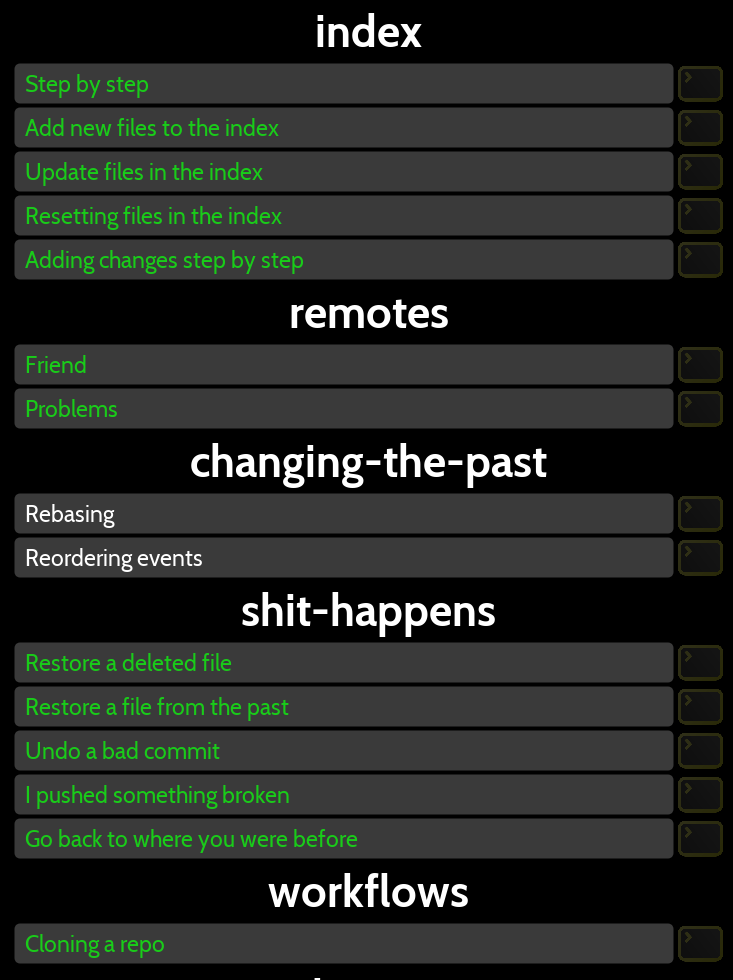 index
Step by step
Add new files to the index
Update files in the index
Resetting files in the index
Adding changes step by step
remotes
Friend
Problems
changing-the-past
Rebasing
Reordering events
shit-happens
Restore a deleted file
Restore a file from the past
Undo a bad commit
I pushed something broken
Go back to where you were before
workflows
Cloning a repo